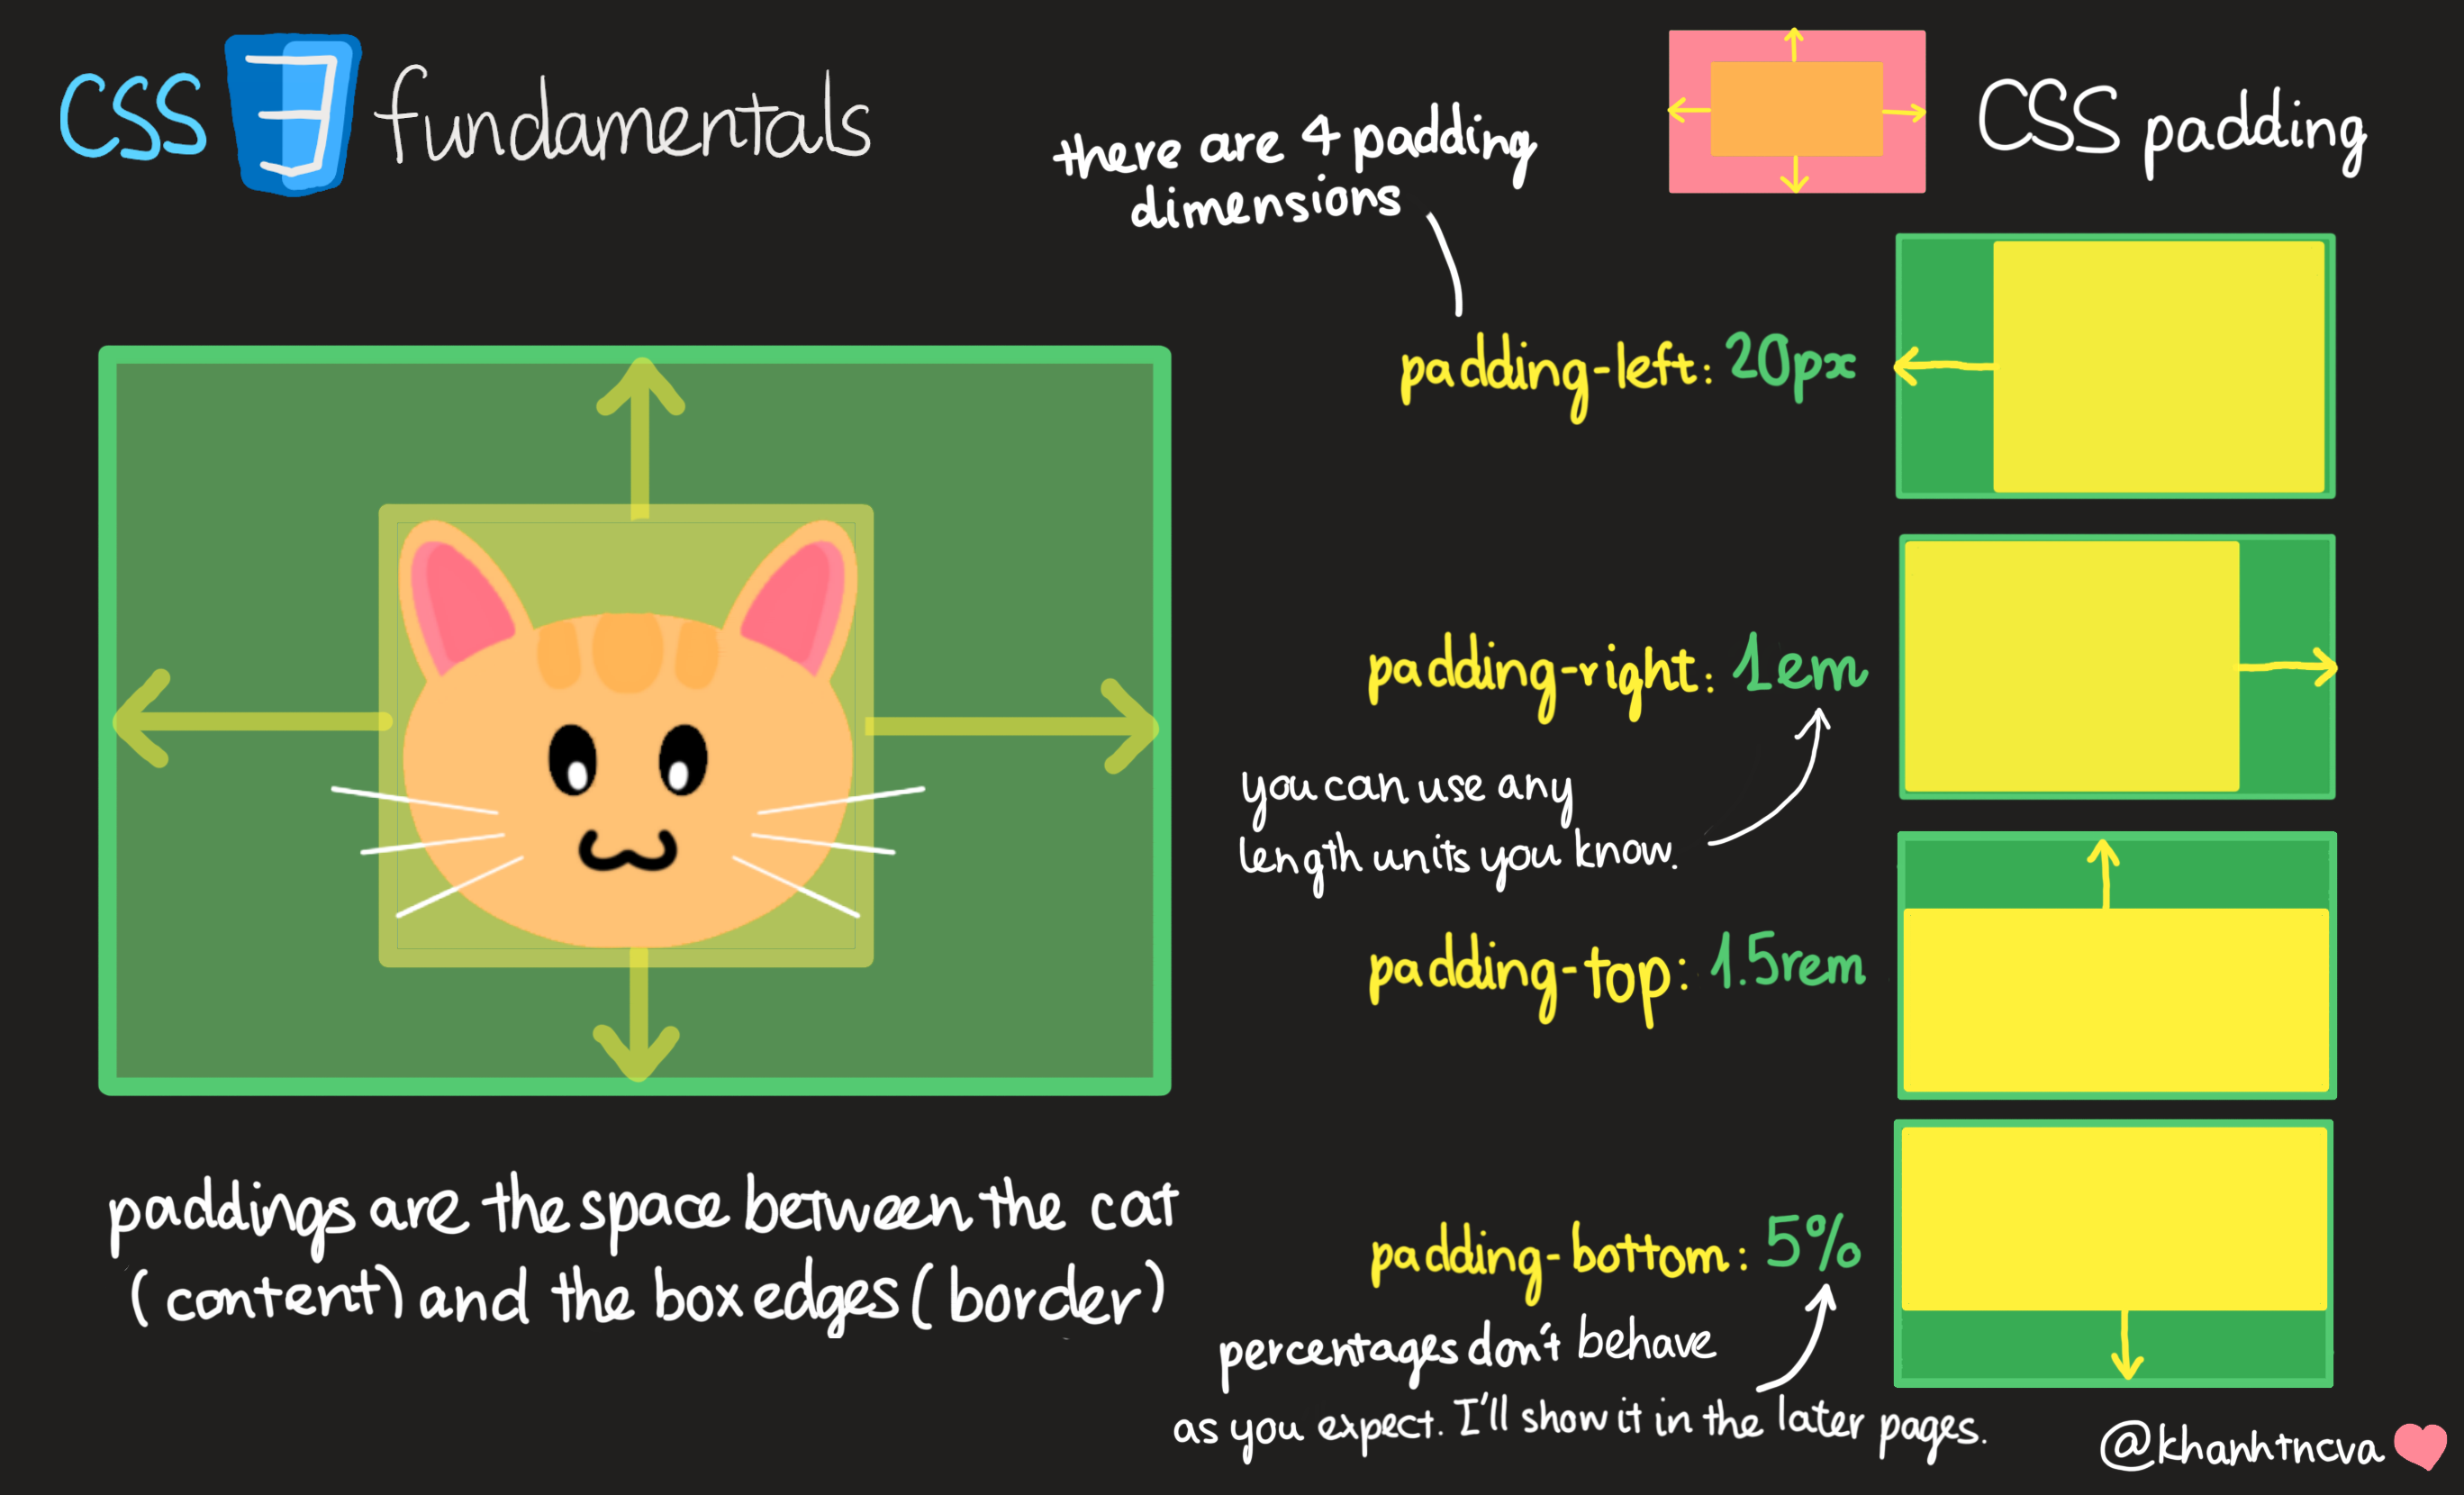 CSS 3 fundamentals
CSS padding
there are 4 padding
dimensions
padding-left: 20px
padding-right: 1em
you can use any
length units you know.
padding-top: 1.5rem
padding-bottom: 5%
percentages don't behave
as you expect. I'll show it in the later pages.
paddings are the space between the cat
(content) and the box edges (border)
@khanhtncva